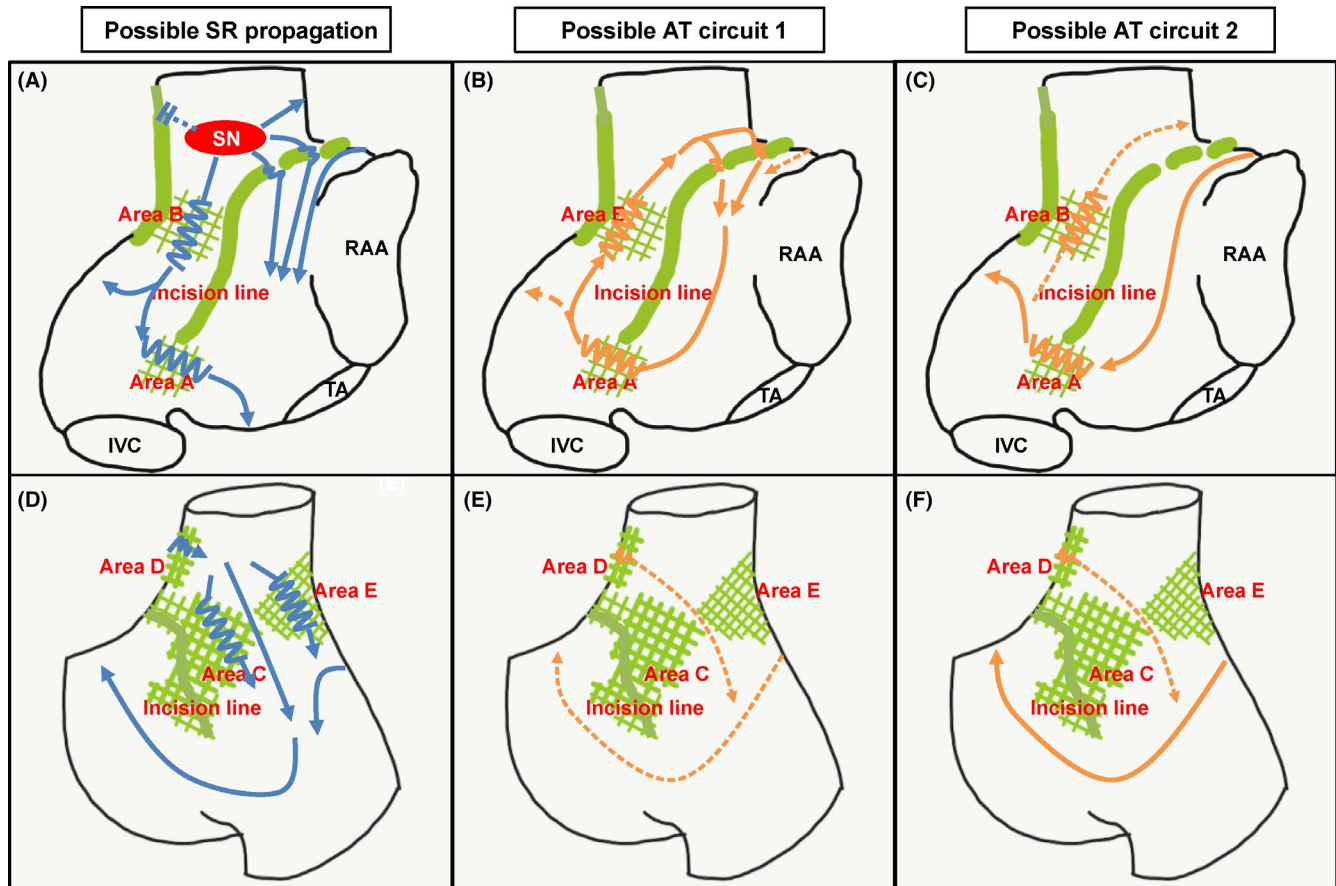 Possible SR propagation
Possible AT circuit 1
Possible AT circuit 2
(A)
SN
Area B
RAA
Incision line
Area A
TA
IVC
(B)
Area B
RAA
Incision line
Area A
TA
IVC
(C)
Area B
RAA
Incision line
Area A
TA
IVC
(D)
(E)
Area D
Area E
Area C
Incision line
(E)
Area D
Area E
Area C
Incision line
(F)
Area D
Area E
Area C
Incision line